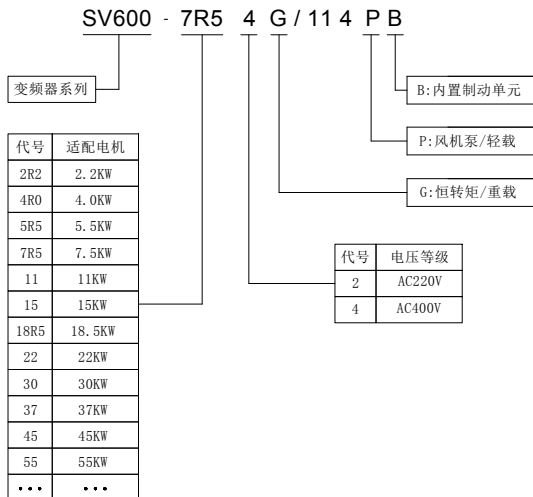 SV600 - 7R5 4 G / 11 4 P B
变频器系列
B:内置制动单元
P:风机泵/轻载
G:恒转矩/重载
代号 适配电机
2R2 2.2KW
4R0 4.0KW
5R5 5.5KW
7R5 7.5KW
11 11KW
15 15KW
18R5 18.5KW
22 22KW
30 30KW
37 37KW
45 45KW
55 55KW
••• •••
代号 电压等级
2 AC220V
4 AC400V